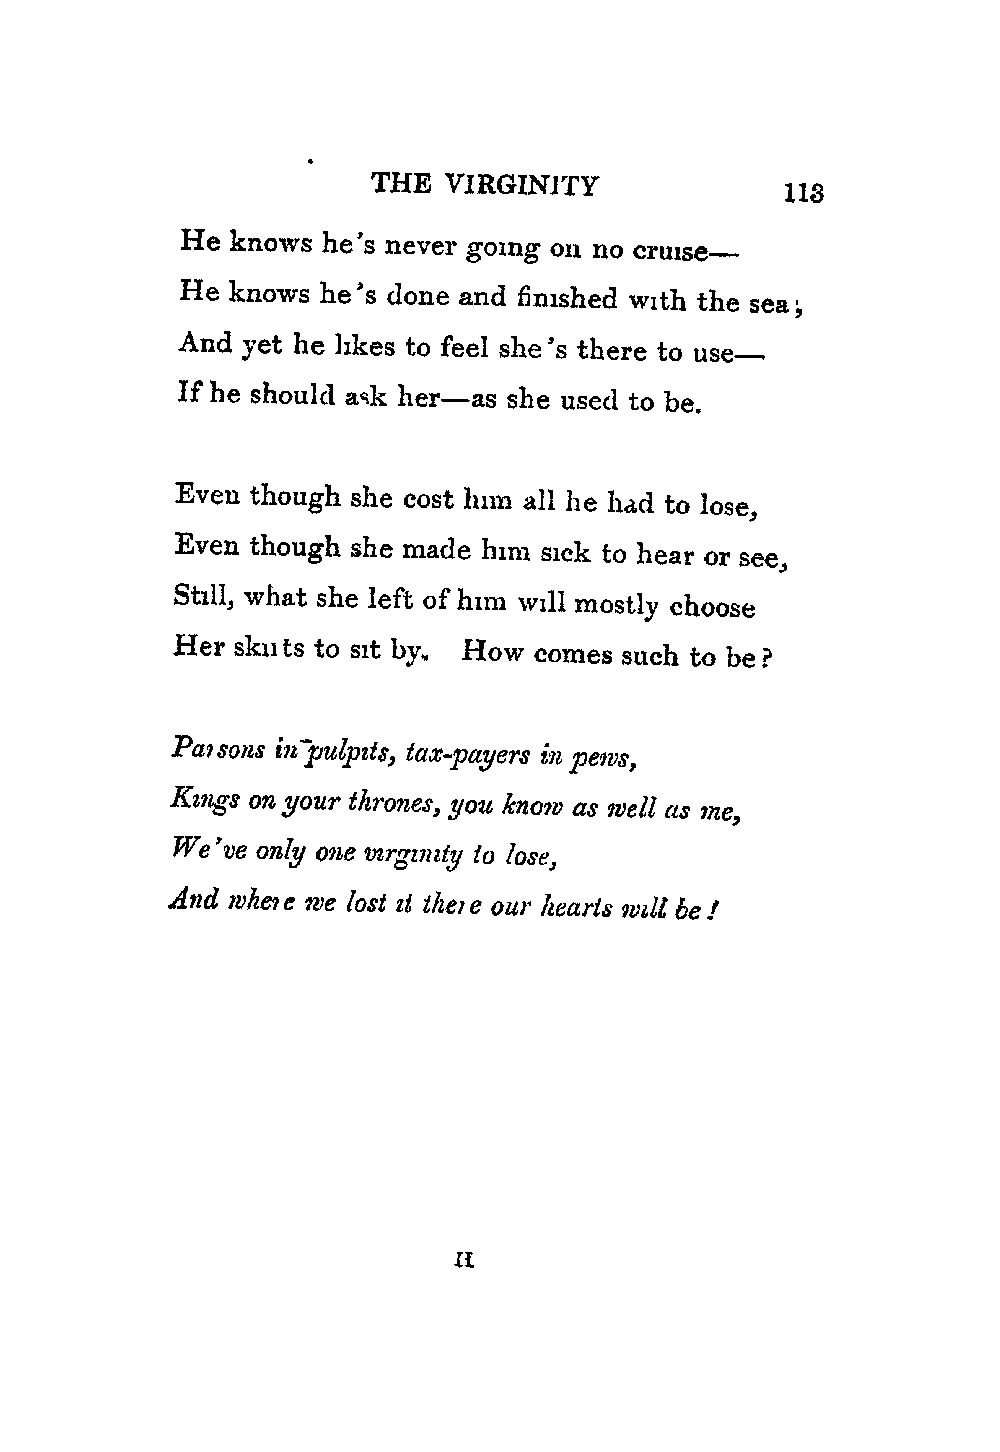 THE VIRGINITY 113
He knows he's never going on no cruise—
He knows he's done and finished with the sea;
And yet he likes to feel she's there to use—
If he should ask her—as she used to be.
Even though she cost him all he had to lose,
Even though she made him sick to hear or see,
Still, what she left of him will mostly choose
Her skirts to sit by. How comes such to be?
Parsons in pulpits, tax-payers in pews,
Kings on your thrones, you know as well as me,
We've only one virginity to lose,
And where we lost it there our hearts will be!
H